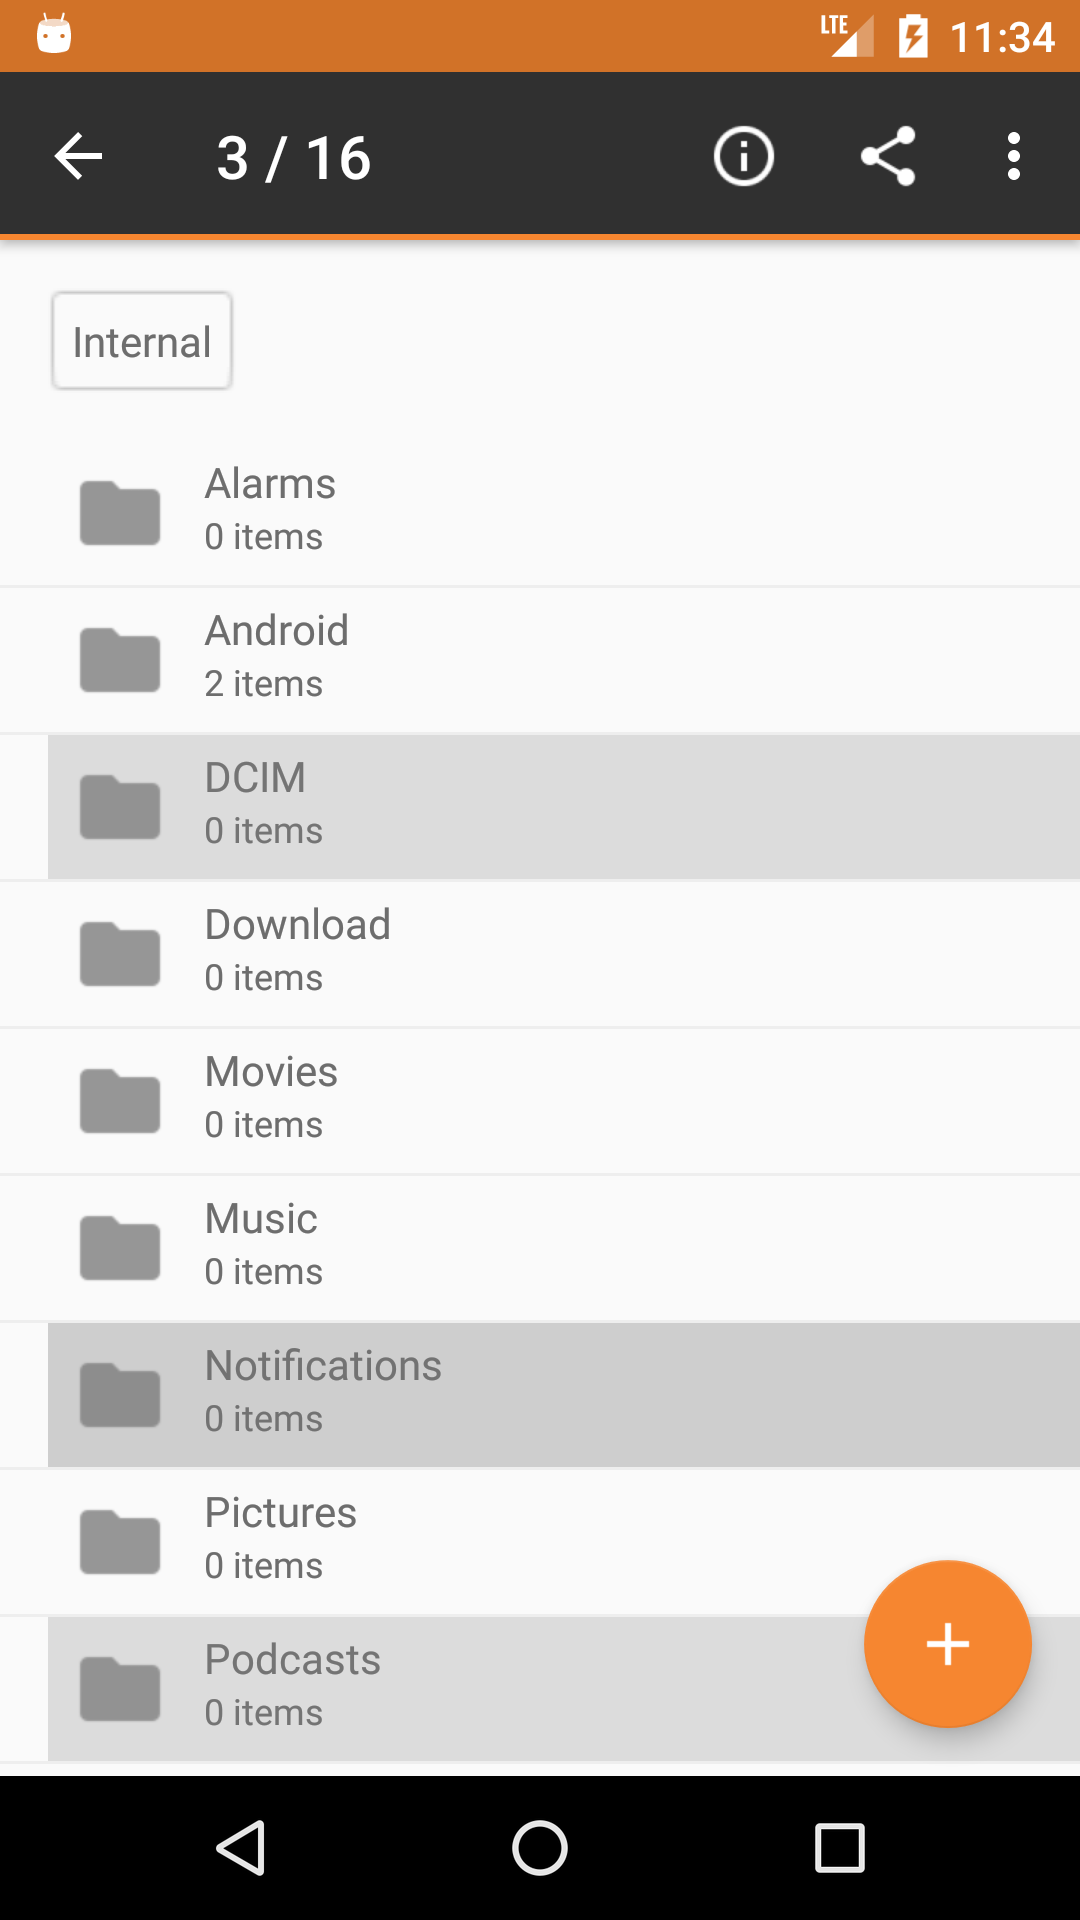 LTE 11:34
3 / 16
Internal
Alarms
0 items
Android
2 items
DCIM
0 items
Download
0 items
Movies
0 items
Music
0 items
Notifications
0 items
Pictures
0 items
Podcasts
0 items